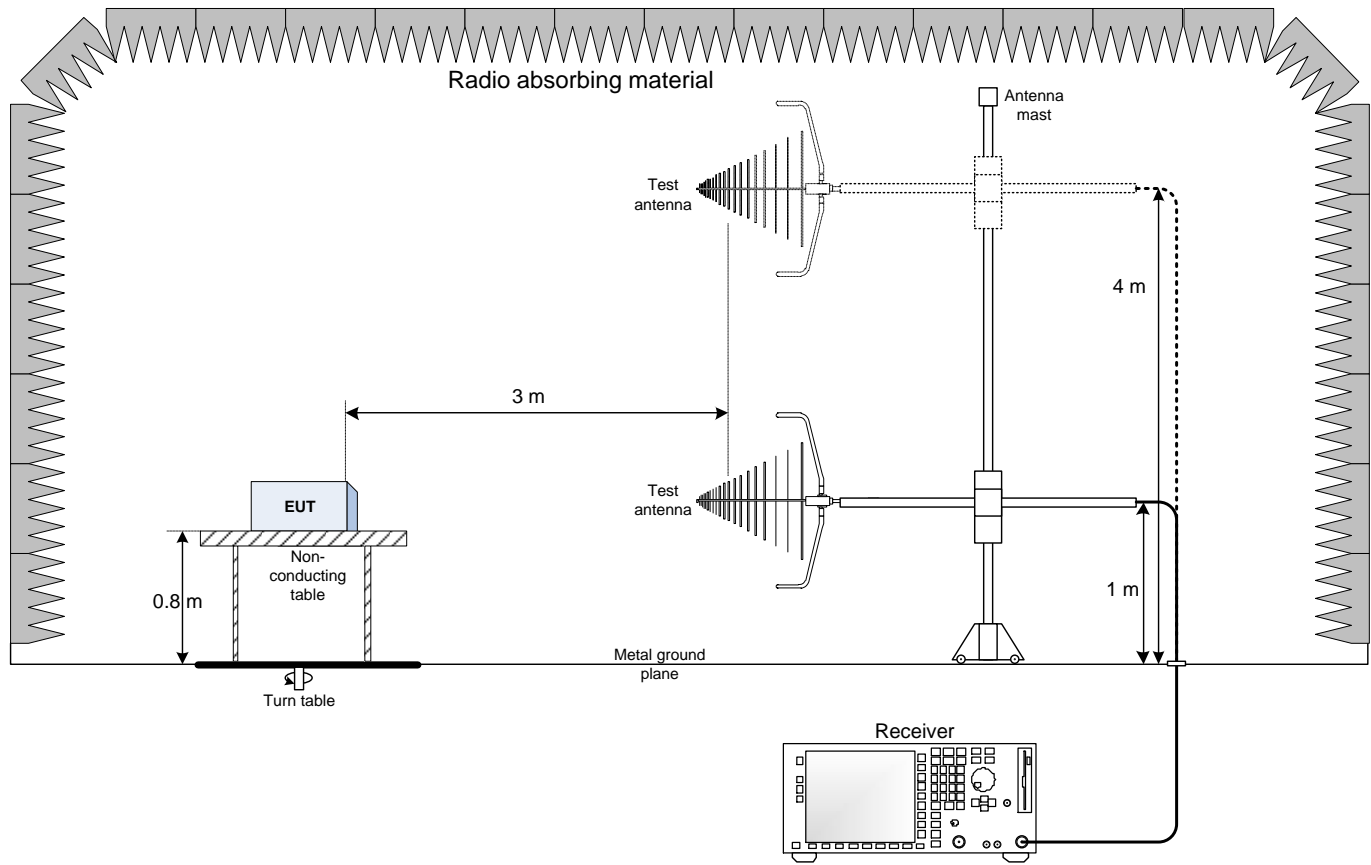 Radio absorbing material
Antenna
mast
Test
antenna
4 m
3 m
Test
antenna
EUT
Non-
conducting
table
0.8 m
1 m
Metal ground
plane
Turn table
Receiver